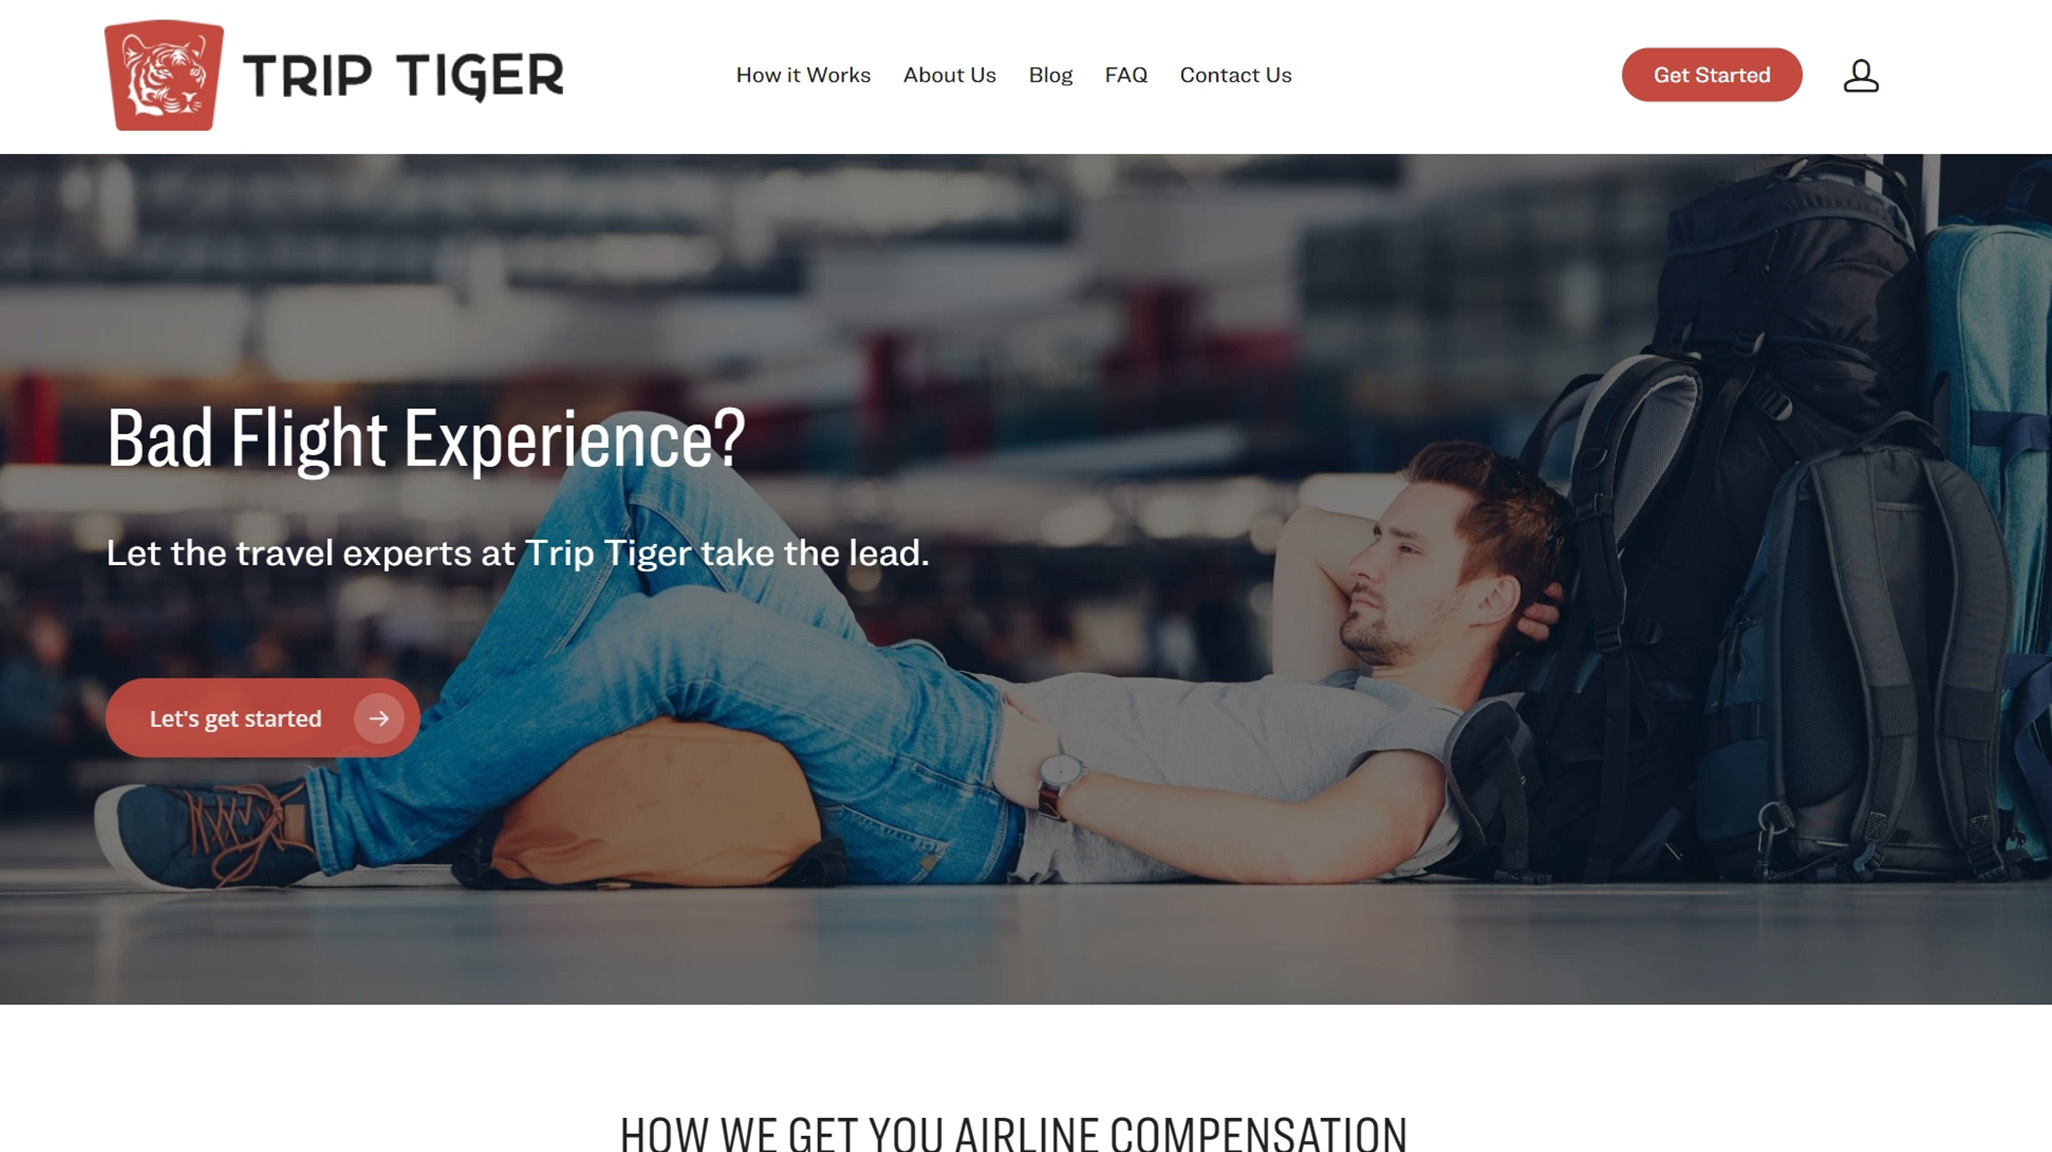 TRIP TIGER
How it Works
About Us
Blog
FAQ
Contact Us
Get Started
Bad Flight Experience?
Let the travel experts at Trip Tiger take the lead.
Let's get started
HOW WE GET YOU AIRLINE COMPENSATION